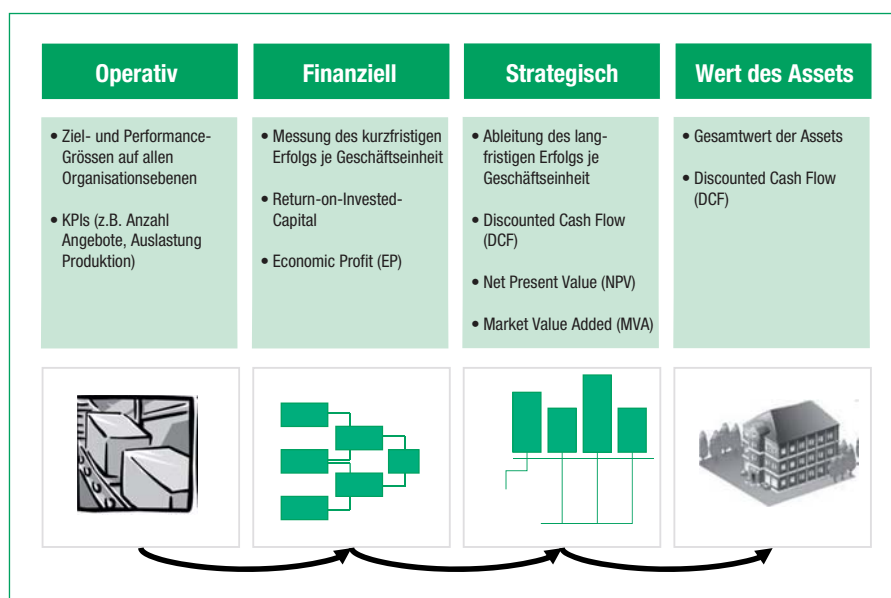 Operativ
Finanziell
Strategisch
Wert des Assets
• Ziel- und Performance-
Grössen auf allen
Organisationsebenen
• KPIs (z.B. Anzahl
Angebote, Auslastung
Produktion)
• Messung des kurzfristigen
Erfolgs je Geschäftseinheit
• Return-on-Invested-
Capital
• Economic Profit (EP)
• Ableitung des lang-
fristigen Erfolgs je
Geschäftseinheit
• Discounted Cash Flow
(DCF)
• Net Present Value (NPV)
• Market Value Added (MVA)
• Gesamtwert der Assets
• Discounted Cash Flow
(DCF)